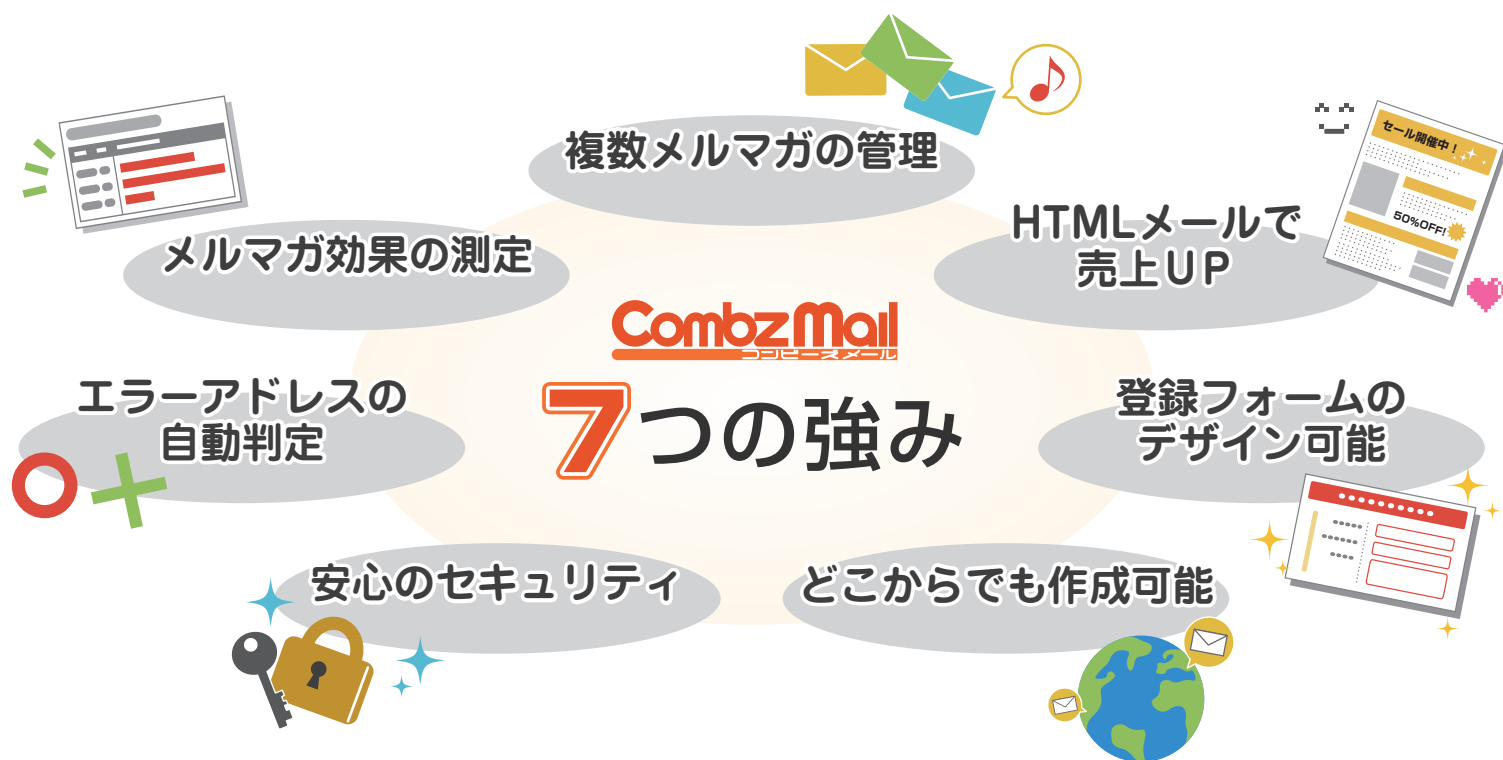 複数メルマガの管理
HTMLメールで
売上UP
セール開催中！
50%OFF!
メルマガ効果の測定
CombzMail
コンビーズメール
7つの強み
エラーアドレスの
自動判定
登録フォームの
デザイン可能
安心のセキュリティ
どこからでも作成可能